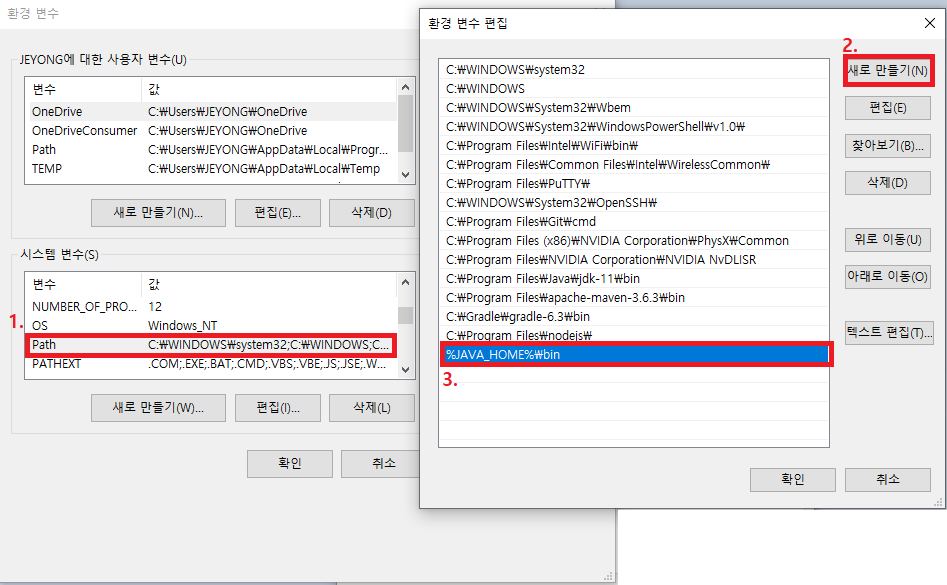 환경 변수
JEYONG에 대한 사용자 변수(U)
변수 값
OneDrive C:₩Users₩JEYONG₩OneDrive
OneDriveConsumer C:₩Users₩JEYONG₩OneDrive
Path C:₩Users₩JEYONG₩AppData₩Local₩Progr...
TEMP C:₩Users₩JEYONG₩AppData₩Local₩Temp
새로 만들기(N)... 편집(E)... 삭제(D)
시스템 변수(S)
변수 값
NUMBER_OF_PRO... 12
OS Windows_NT
1.
Path C:₩WINDOWS₩system32;C:₩WINDOWS;C...
PATHEXT .COM;.EXE;.BAT;.CMD;.VBS;.VBE;.JS;.JSE;.W...
새로 만들기(W)... 편집(I)... 삭제(L)
확인 취소
환경 변수 편집
C:₩WINDOWS₩system32
C:₩WINDOWS
C:₩WINDOWS₩System32₩Wbem
C:₩WINDOWS₩System32₩WindowsPowerShell₩v1.0₩
C:₩Program Files₩Intel₩WiFi₩bin₩
C:₩Program Files₩Common Files₩Intel₩WirelessCommon₩
C:₩Program Files₩PuTTY₩
C:₩WINDOWS₩System32₩OpenSSH₩
C:₩Program Files₩Git₩cmd
C:₩Program Files (x86)₩NVIDIA Corporation₩PhysX₩Common
C:₩Program Files₩NVIDIA Corporation₩NVIDIA NvDLISR
C:₩Program Files₩Java₩jdk-11₩bin
C:₩Program Files₩apache-maven-3.6.3₩bin
C:₩Gradle₩gradle-6.3₩bin
C:₩Program Files₩nodejs₩
%JAVA_HOME%₩bin
3.
2.
새로 만들기(N)
편집(E)
찾아보기(B)...
삭제(D)
위로 이동(U)
아래로 이동(O)
텍스트 편집(T)...
확인 취소